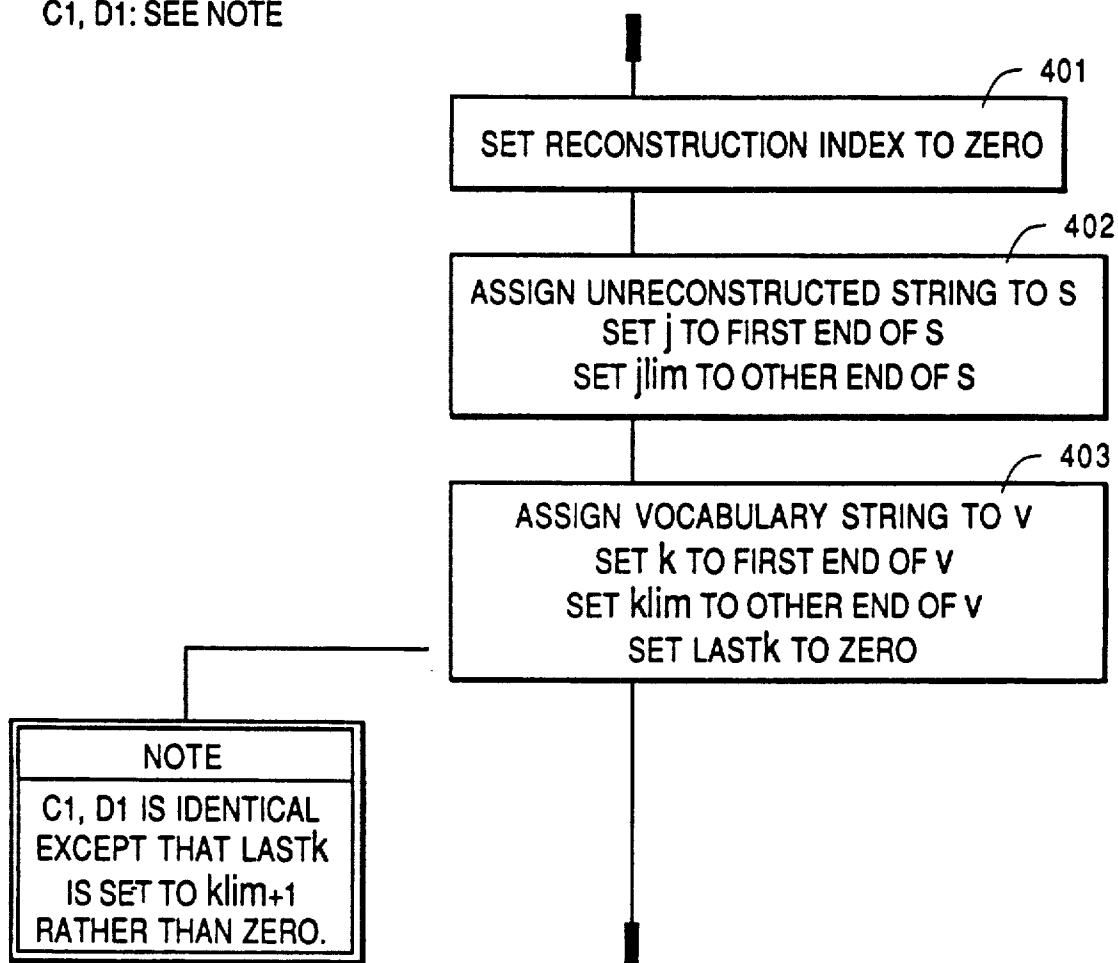 C1, D1: SEE NOTE
401
SET RECONSTRUCTION INDEX TO ZERO
402
ASSIGN UNRECONSTRUCTED STRING TO S
SET j TO FIRST END OF S
SET jlim TO OTHER END OF S
403
ASSIGN VOCABULARY STRING TO V
SET k TO FIRST END OF V
SET klim TO OTHER END OF V
SET LASTk TO ZERO
NOTE
C1, D1 IS IDENTICAL
EXCEPT THAT LASTk
IS SET TO klim+1
RATHER THAN ZERO.